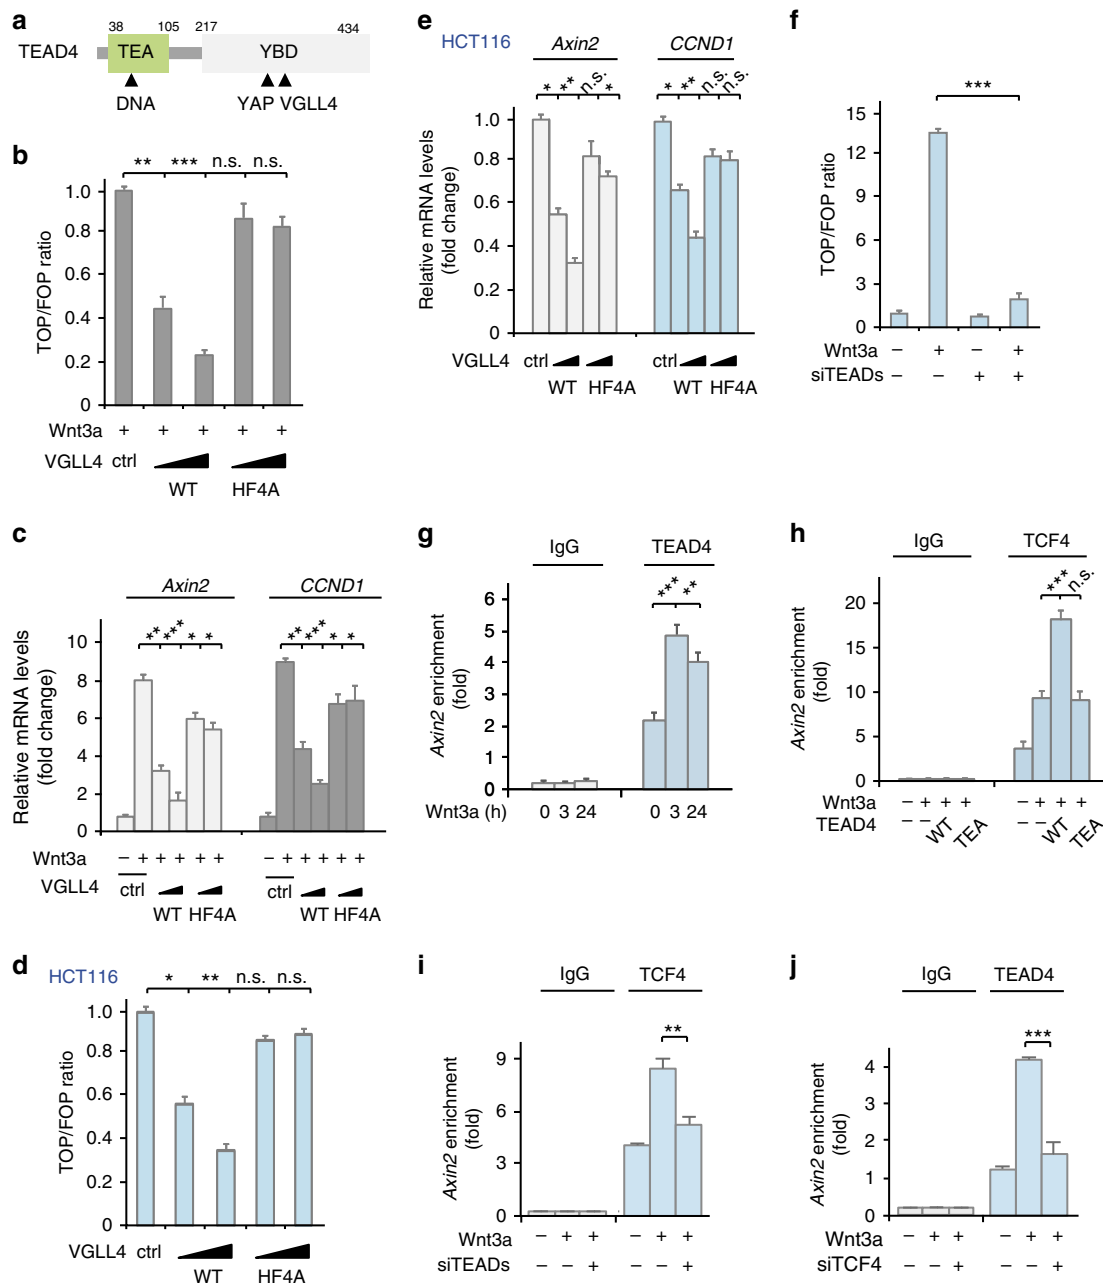 a
38 105 217 434
TEAD4 TEA YBD
DNA YAP VGLL4
b
** *** n.s. n.s.
TOP/FOP ratio
1.0
0.8
0.6
0.4
0.2
0
Wnt3a + + + + +
VGLL4 ctrl
WT HF4A
c
Axin2 CCND1
** *** * * ** *** * *
Relative mRNA levels
(fold change)
10
8
6
4
2
0
Wnt3a – + + + + + – + + + + +
VGLL4 ctrl ctrl
WT HF4A WT HF4A
d
HCT116
* ** n.s. n.s.
TOP/FOP ratio
1.0
0.8
0.6
0.4
0.2
0
VGLL4 ctrl
WT HF4A
e
HCT116 Axin2 CCND1
* ** n.s. * * ** n.s. n.s.
Relative mRNA levels
(fold change)
1.0
0.8
0.6
0.4
0.2
0
VGLL4 ctrl ctrl
WT HF4A WT HF4A
f
***
TOP/FOP ratio
15
12
9
6
3
0
Wnt3a – + – +
siTEADs – – + +
g
IgG TEAD4
*** **
Axin2 enrichment
(fold)
6
5
4
3
2
1
0
Wnt3a (h) 0 3 24 0 3 24
h
IgG TCF4
*** n.s.
Axin2 enrichment
(fold)
20
15
10
5
0
Wnt3a – + + + – + + +
TEAD4 – – WT TEA – – WT TEA
i
IgG TCF4
**
Axin2 enrichment
(fold)
9
6
3
0
Wnt3a – + + – + +
siTEADs – – + – – +
j
IgG TEAD4
***
Axin2 enrichment
(fold)
4
3
2
1
0
Wnt3a – + + – + +
siTCF4 – – + – – +